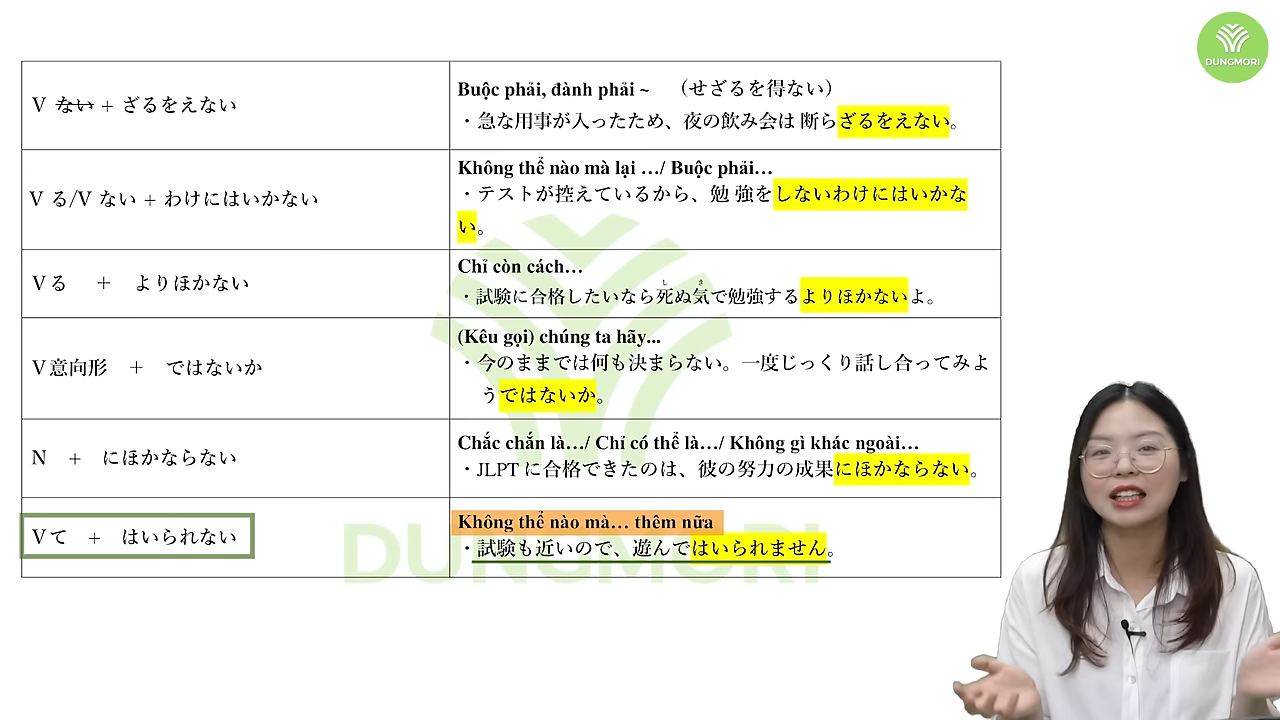 DUNGMORI
V ない + ざるをえない
Buộc phải, đành phải ~ （せざるを得ない）
・急な用事が入ったため、夜の飲み会は 断らざるをえない。
V る/V ない + わけにはいかない
Không thể nào mà lại …/ Buộc phải…
・テストが控えているから、勉 強をしないわけにはいかな
い。
Vる ＋ よりほかない
Chỉ còn cách…
し き
・試験に合格したいなら死ぬ気で勉強するよりほかないよ。
V意向形 ＋ ではないか
(Kêu gọi) chúng ta hãy...
・今のままでは何も決まらない。一度じっくり話し合ってみよ
うではないか。
N + にほかならない
Chắc chắn là…/ Chỉ có thể là…/ Không gì khác ngoài…
・JLPT に合格できたのは、彼の努力の成果にほかならない。
Vて + はいられない
Không thể nào mà… thêm nữa
・試験も近いので、遊んではいられません。
DUNGMORI